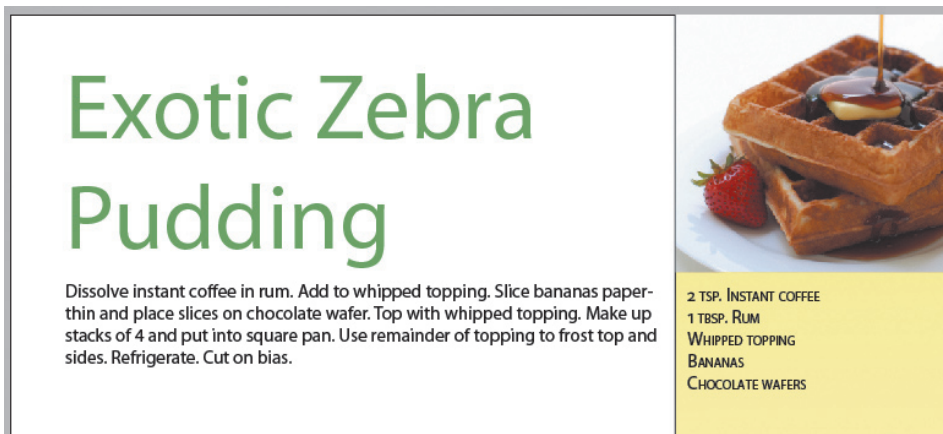 Exotic Zebra
Pudding
Dissolve instant coffee in rum. Add to whipped topping. Slice bananas paper-
thin and place slices on chocolate wafer. Top with whipped topping. Make up
stacks of 4 and put into square pan. Use remainder of topping to frost top and
sides. Refrigerate. Cut on bias.
2 tsp. Instant coffee
1 tbsp. Rum
Whipped topping
Bananas
Chocolate wafers